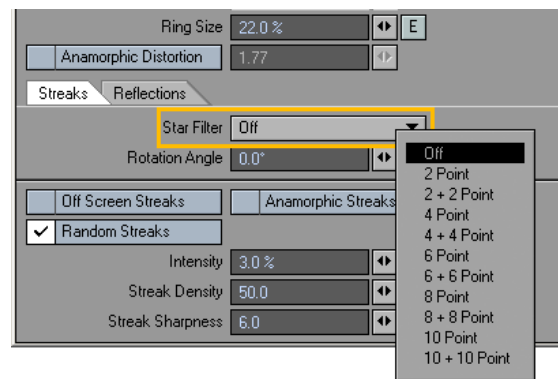 Ring Size 22.0 % E
Anamorphic Distortion 1.77
Streaks Reflections
Star Filter Off
Rotation Angle 0.0°
Off Screen Streaks Anamorphic Streaks
Random Streaks
Intensity 3.0 %
Streak Density 50.0
Streak Sharpness 6.0
Off
2 Point
2 + 2 Point
4 Point
4 + 4 Point
6 Point
6 + 6 Point
8 Point
8 + 8 Point
10 Point
10 + 10 Point